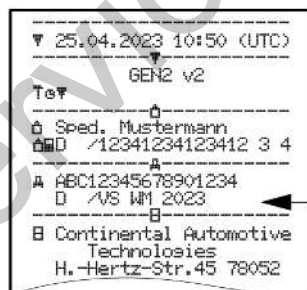 ▼ 25.04.2023 10:50 (UTC)
GEN2 v2
Sped. Mustermann
D /12341234123412 3 4
ABC12345678901234
D /VS WM 2023
Continental Automotive
Technologies
H.-Hertz-Str.45 78052